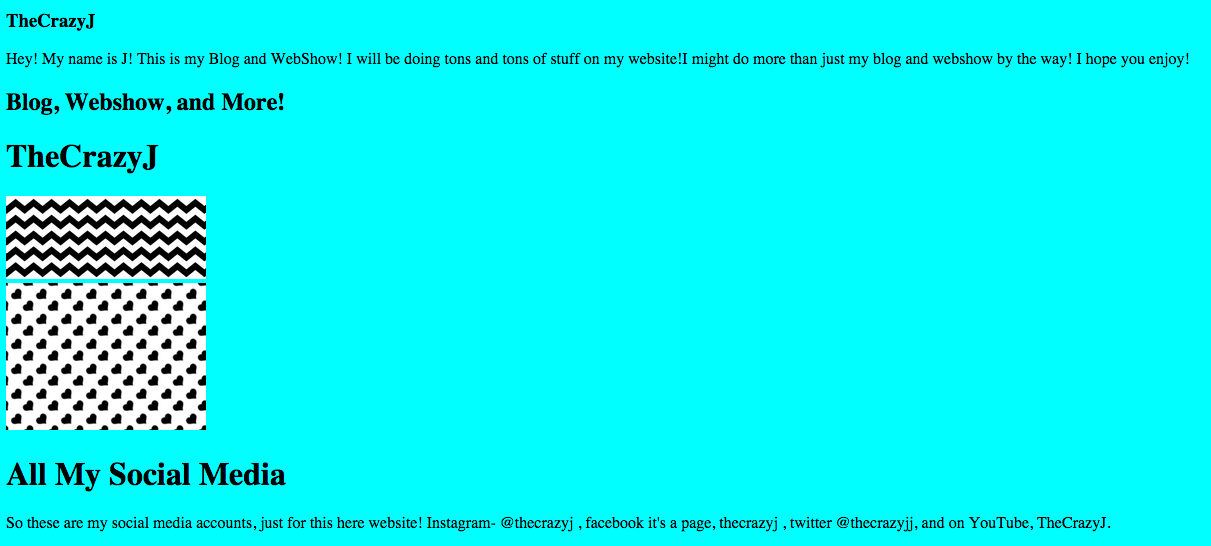 TheCrazyJ
Hey! My name is J! This is my Blog and WebShow! I will be doing tons and tons of stuff on my website!I might do more than just my blog and webshow by the way! I hope you enjoy!
Blog, Webshow, and More!
TheCrazyJ
All My Social Media
So these are my social media accounts, just for this here website! Instagram- @thecrazyj , facebook it's a page, thecrazyj , twitter @thecrazyjj, and on YouTube, TheCrazyJ.